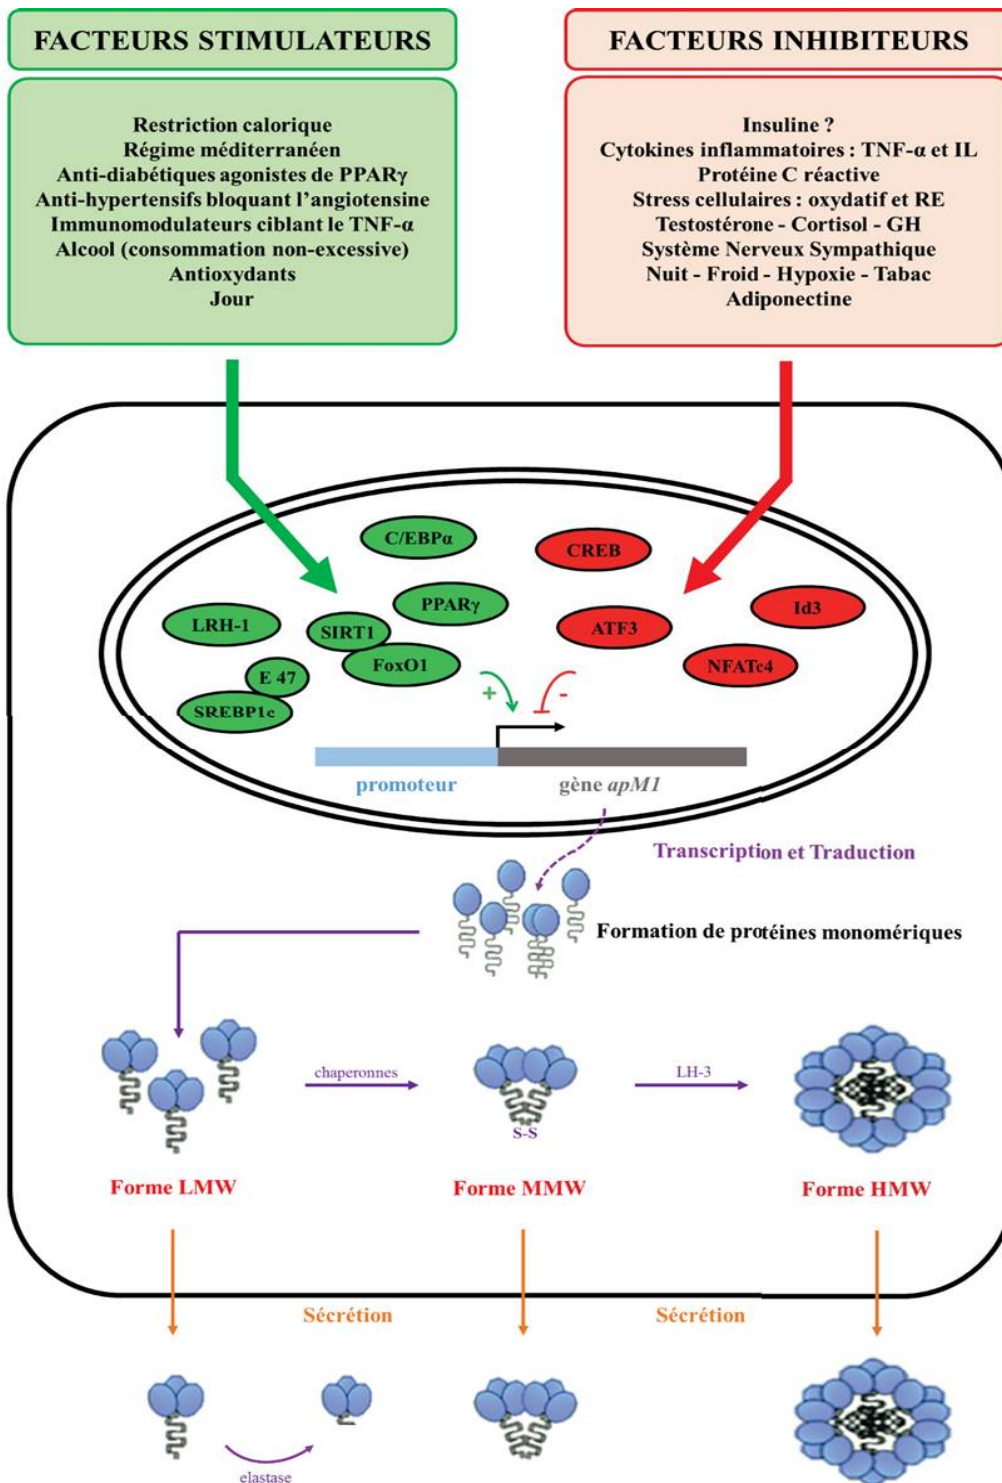 FACTEURS STIMULATEURS
Restriction calorique
Régime méditerranéen
Anti-diabétiques agonistes de PPARγ
Anti-hypertensifs bloquant l'angiotensine
Immunomodulateurs ciblant le TNF-α
Alcool (consommation non-excessive)
Antioxydants
Jour
FACTEURS INHIBITEURS
Insuline ?
Cytokines inflammatoires : TNF-α et IL
Protéine C réactive
Stress cellulaires : oxydatif et RE
Testostérone - Cortisol - GH
Système Nerveux Sympathique
Nuit - Froid - Hypoxie - Tabac
Adiponectine
C/EBPα
CREB
PPARγ
Id3
LRH-1
SIRT1
ATF3
FoxO1
NFATc4
E 47
SREBP1c
+
-
promoteur
gène apM1
Transcription et Traduction
Formation de protéines monomériques
chaperonnes
LH-3
S-S
Forme LMW
Forme MMW
Forme HMW
Sécrétion
Sécrétion
elastase